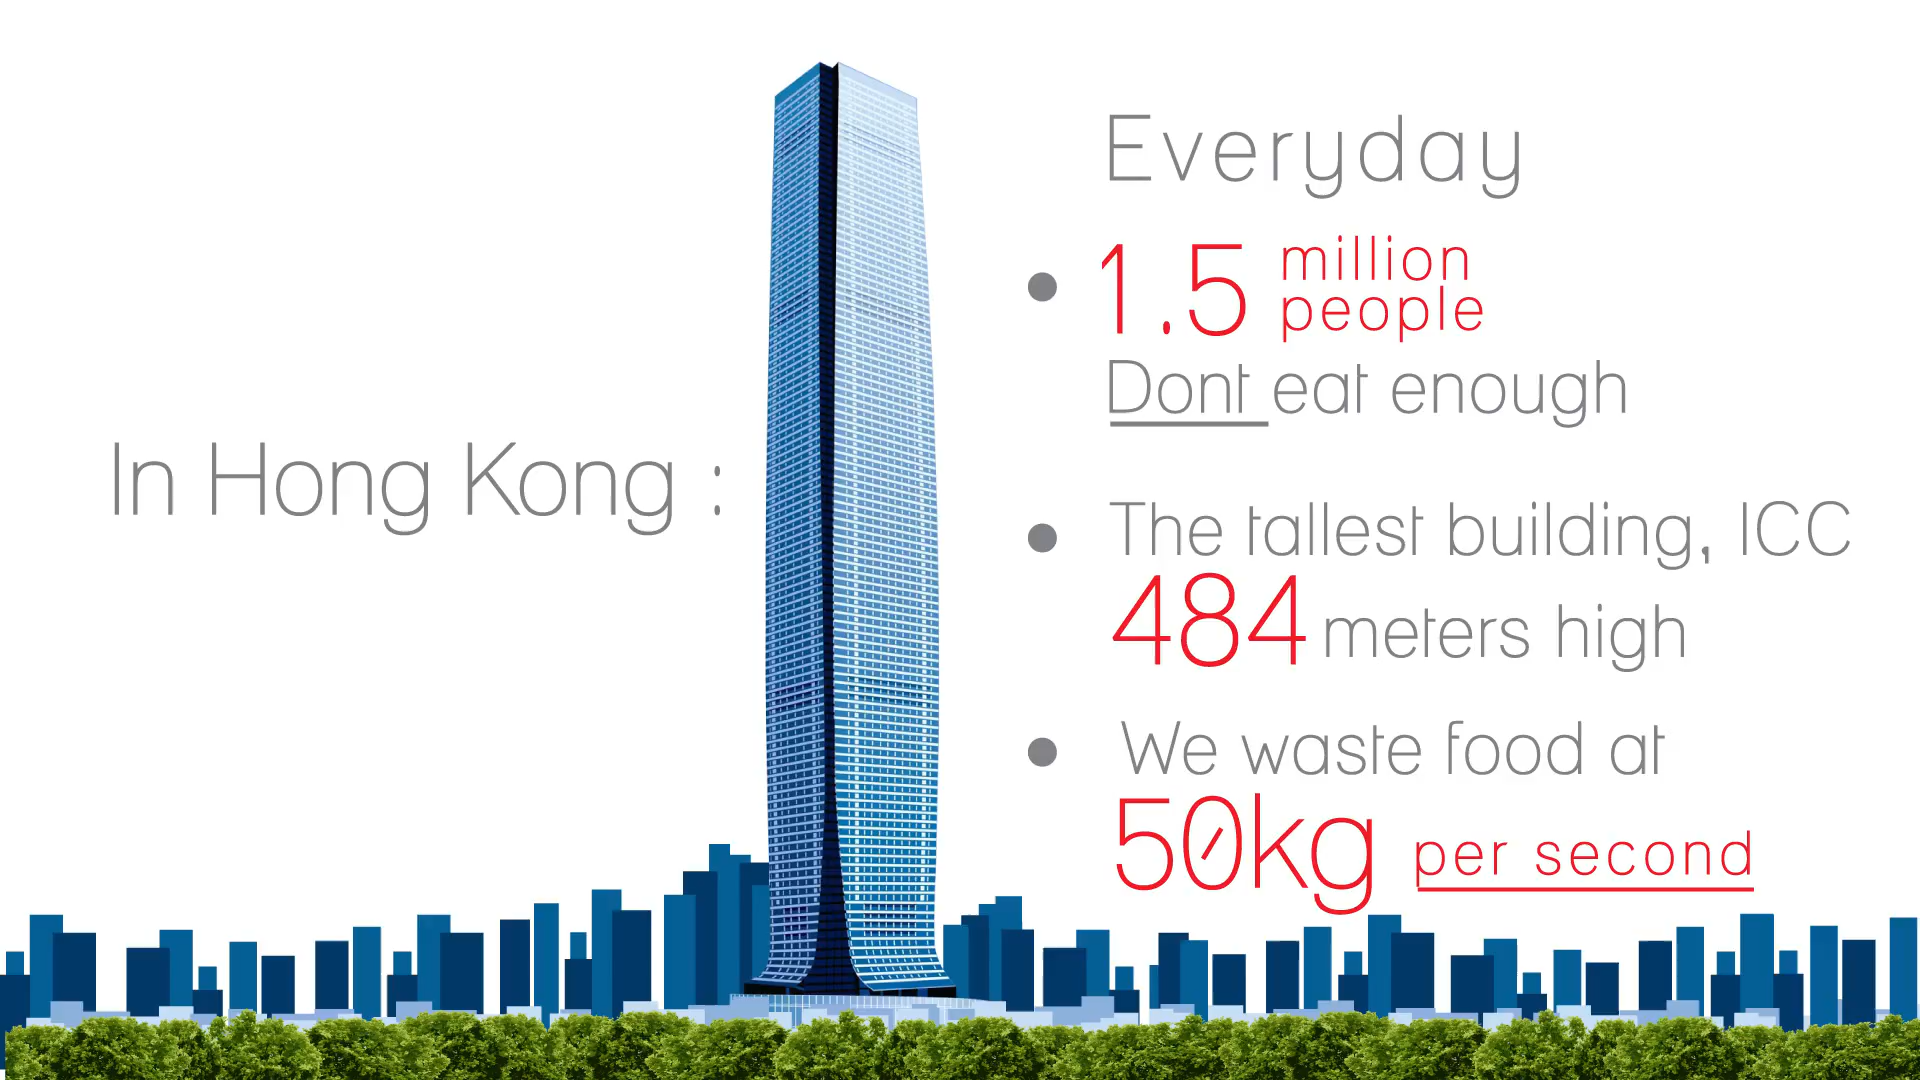 In Hong Kong :
Everyday
1.5 million people
Dont eat enough
The tallest building, ICC
484 meters high
We waste food at
50kg per second